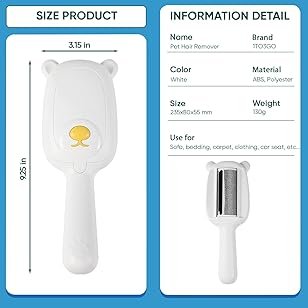 SIZE PRODUCT
3.15 in
9.25 in
INFORMATION DETAIL
Name
Pet Hair Remover
Brand
1TO3GO
Color
White
Material
ABS, Polyester
Size
235x80x55 mm
Weight
130g
Use for
Sofa, bedding, carpet, clothing, car seat, etc...